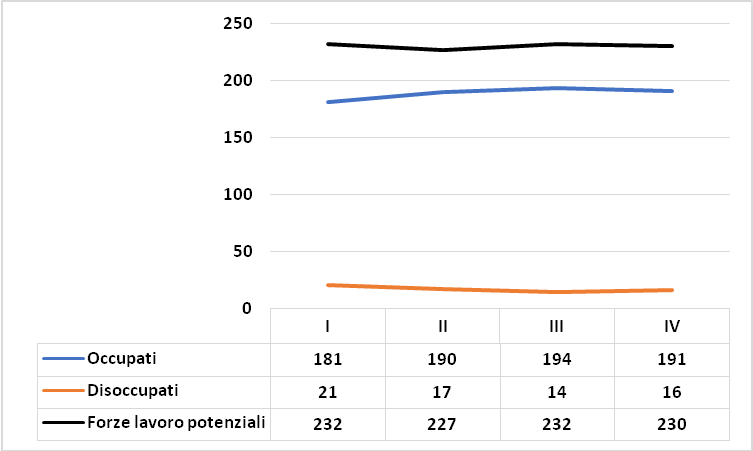 250
200
150
100
50
0
I II III IV
Occupati 181 190 194 191
Disoccupati 21 17 14 16
Forze lavoro potenziali 232 227 232 230